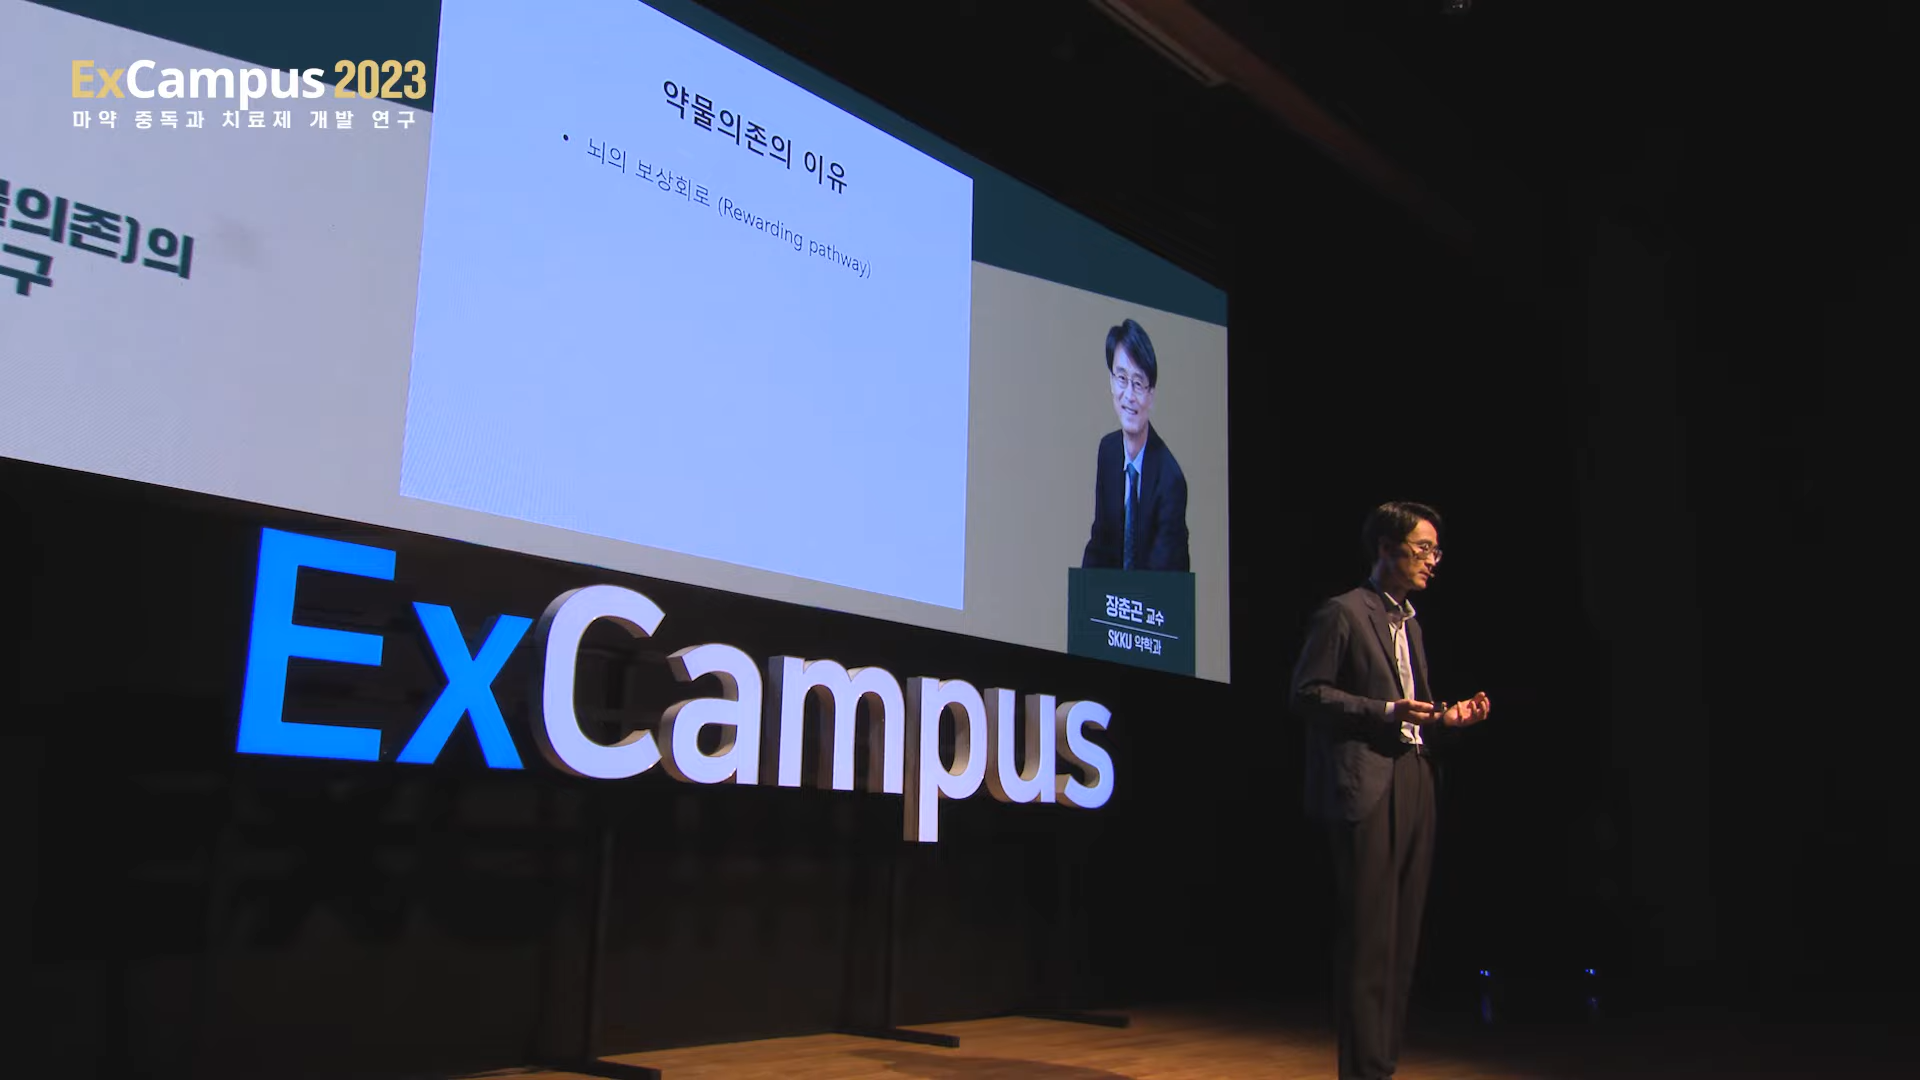 ExCampus 2023
마약 중독과 치료제 개발 연구
물의존)의
구
약물의존의 이유
• 뇌의 보상회로 (Rewarding pathway)
장춘곤 교수
SKKU 약학과
ExCampus